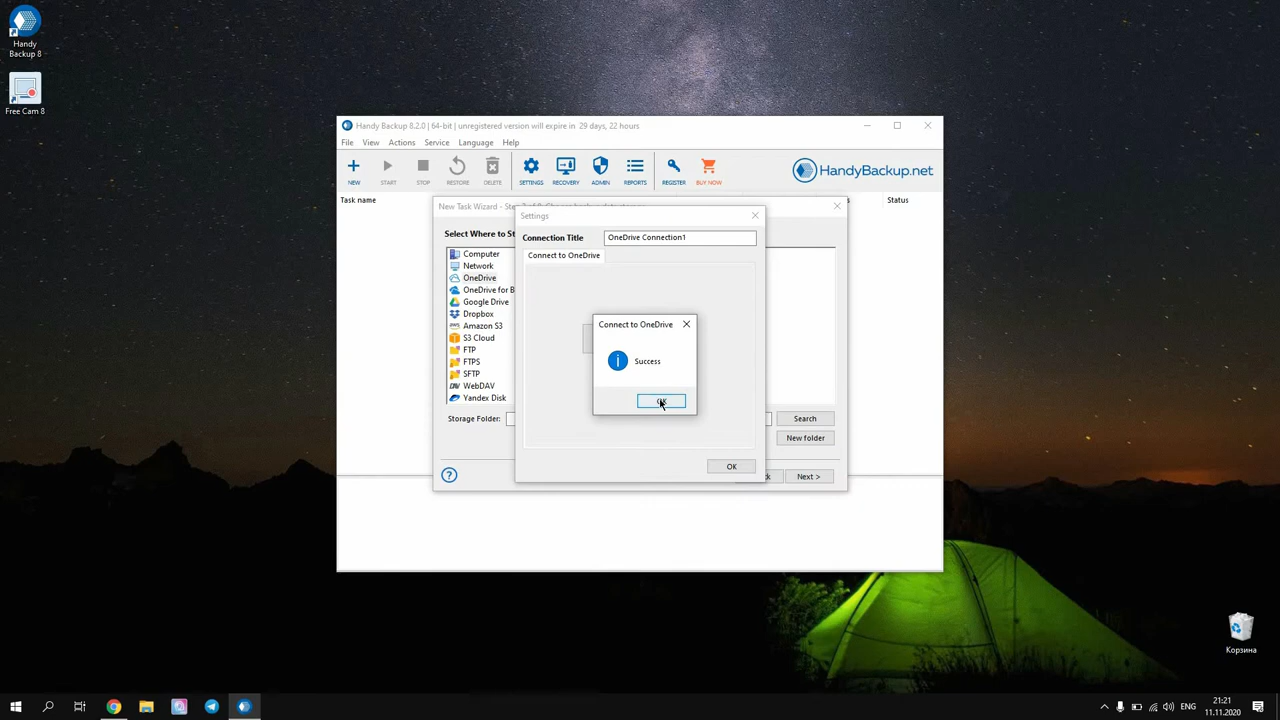 Handy
Backup 8
Free Cam 8
Handy Backup 8.2.0 | 64-bit | unregistered version will expire in 29 days, 22 hours
File View Actions Service Language Help
NEW START STOP RESTORE DELETE SETTINGS RECOVERY ADMIN REPORTS REGISTER BUY NOW
HandyBackup.net
Task name
Status
New Task Wizard - Step
Settings
Select Where to St
Connection Title OneDrive Connection1
Connect to OneDrive
Computer
Network
OneDrive
OneDrive for B
Google Drive
Dropbox
Amazon S3
S3 Cloud
FTP
FTPS
SFTP
WebDAV
Yandex Disk
Connect to OneDrive
Success
OK
Storage Folder:
Search
New folder
OK
Next >
Корзина
21:21
ENG
11.11.2020